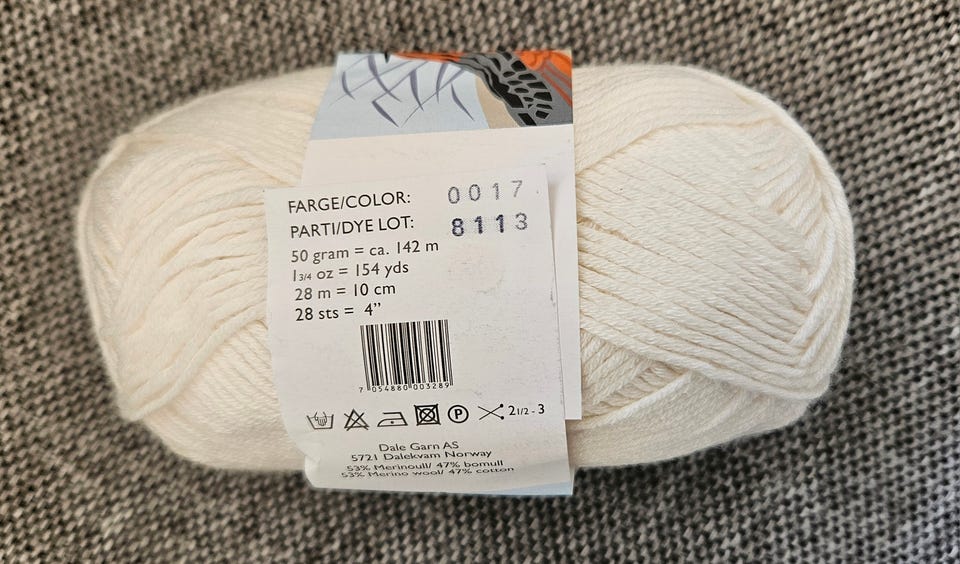 FARGE/COLOR: 0017
PARTI/DYE LOT: 8113
50 gram = ca. 142 m
1 3/4 oz = 154 yds
28 m = 10 cm
28 sts = 4”
7 054880 003289
P 2 1/2 - 3
Dale Garn AS
5721 Dalekvam Norway
53% Merinoull/ 47% bomull
53% Merino wool/ 47% cotton